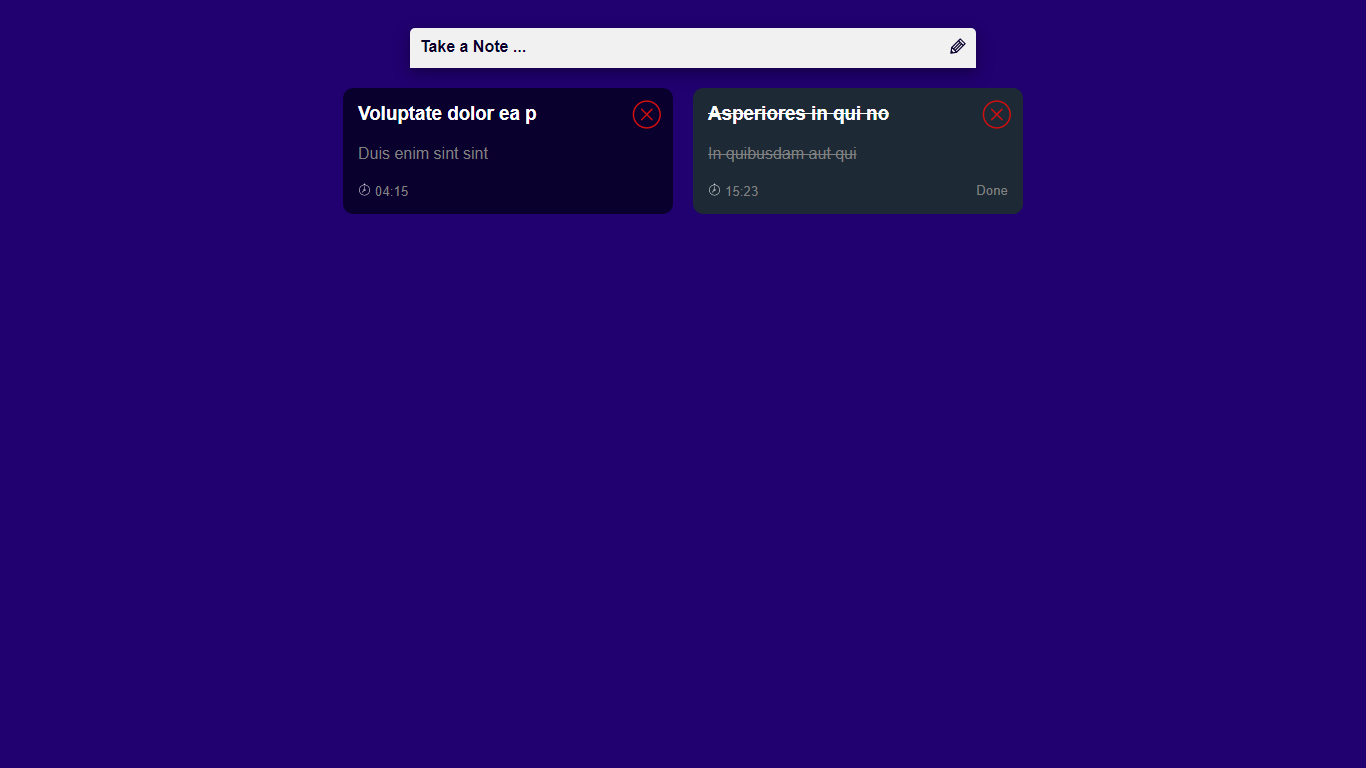 Take a Note ...
Voluptate dolor ea p
Duis enim sint sint
04:15
Asperiores in qui no
In quibusdam aut qui
15:23
Done